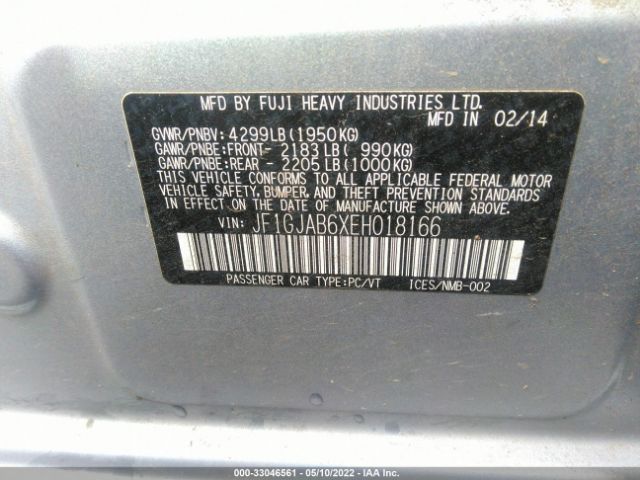 MFD BY FUJI HEAVY INDUSTRIES LTD.
MFD IN 02/14
GVWR/PNBV: 4299LB(1950KG)
GAWR/PNBE:FRONT- 2183 LB( 990KG)
GAWR/PNBE:REAR - 2205 LB(1000KG)
THIS VEHICLE CONFORMS TO ALL APPLICABLE FEDERAL MOTOR
VEHICLE SAFETY, BUMPER, AND THEFT PREVENTION STANDARDS
IN EFFECT ON THE DATE OF MANUFACTURE SHOWN ABOVE.
VIN: JF1GJAB6XEH018166
PASSENGER CAR TYPE:PC/VT ICES/NMB-002
000-33046561 - 05/10/2022 - IAA Inc.